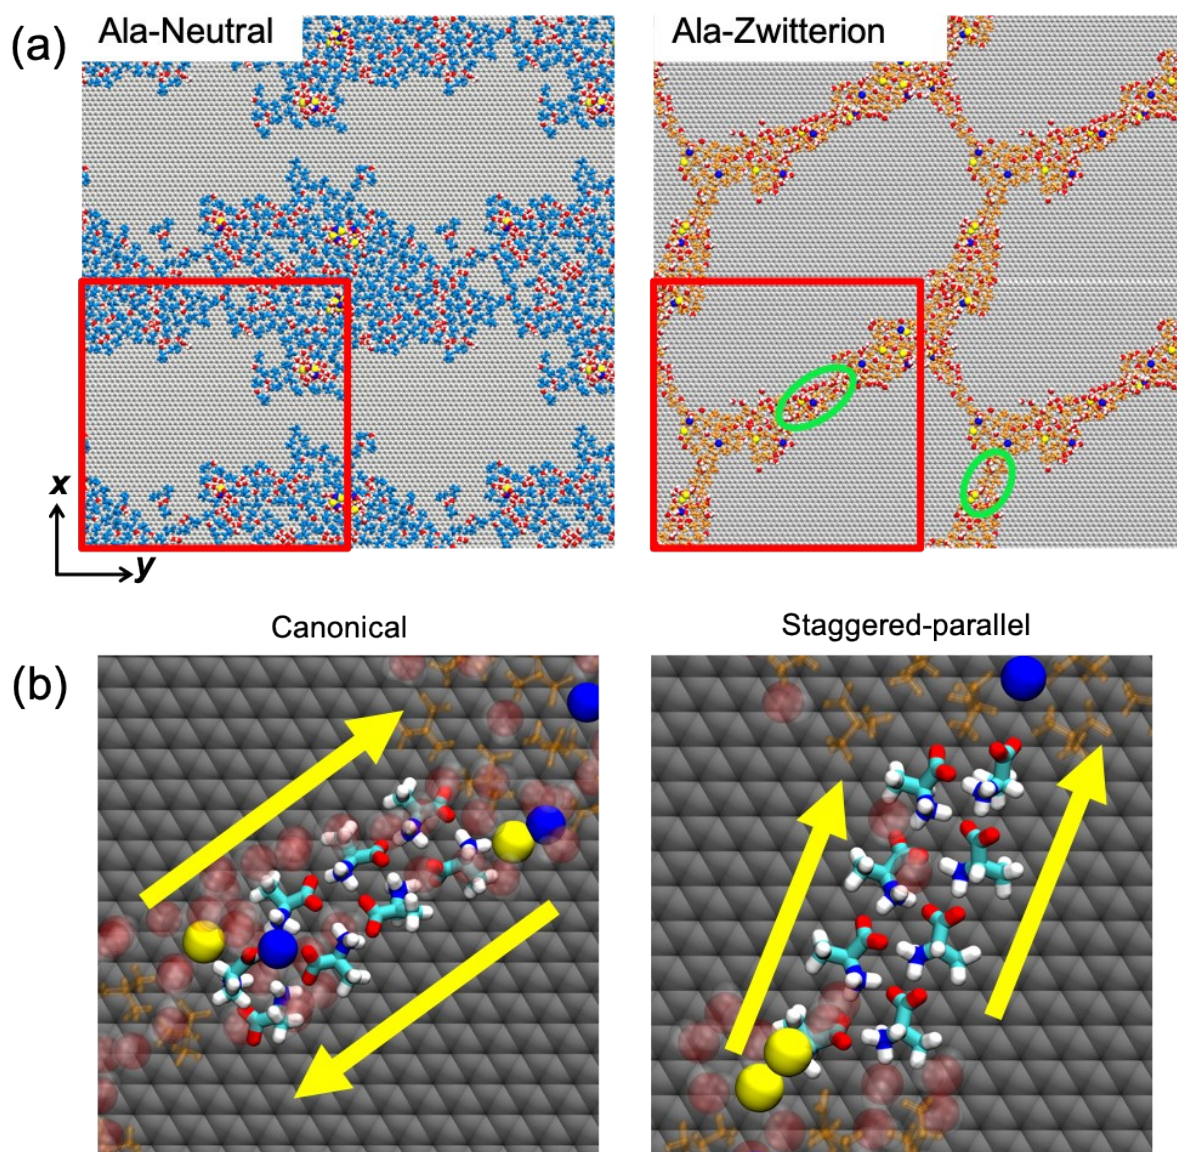 (a)
Ala-Neutral
Ala-Zwitterion
x
y
Canonical
Staggered-parallel
(b)